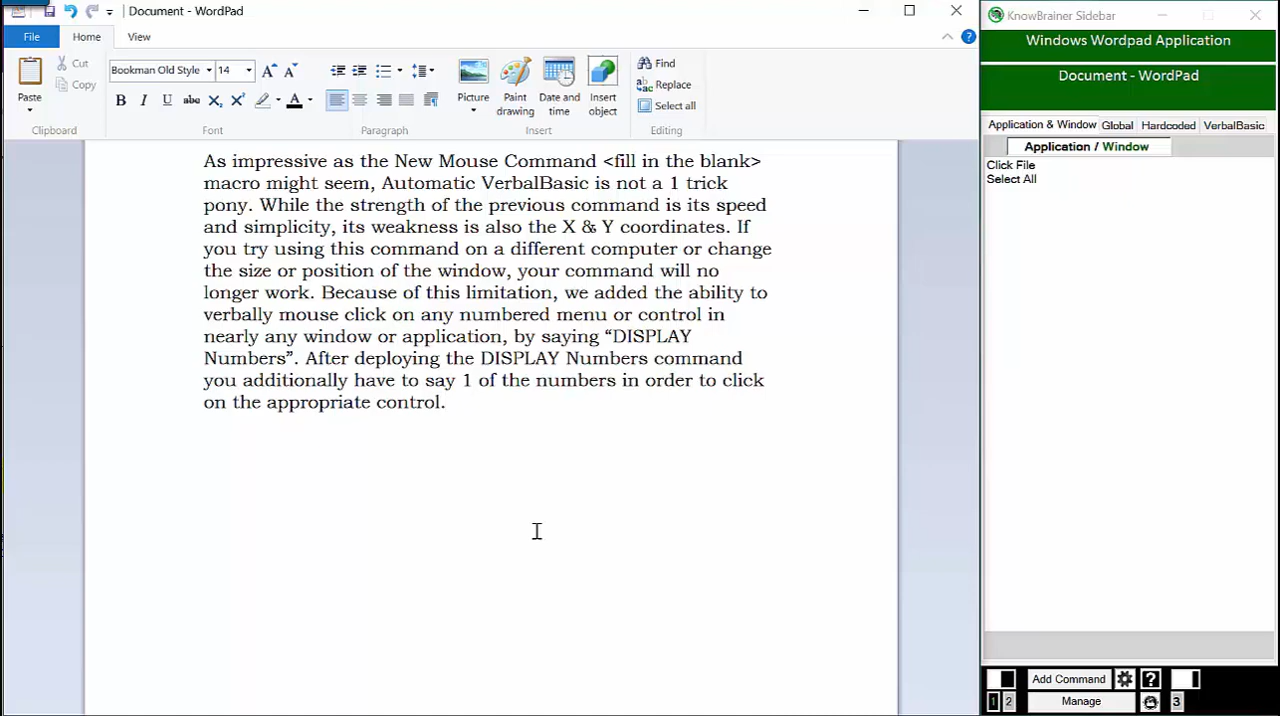 Document - WordPad
File Home View
Paste
Cut
Copy
Clipboard
Bookman Old Style 14
B I U abc X₂ X² A
Font
Paragraph
Picture
Paint drawing
Date and time
Insert object
Insert
Find
Replace
Select all
Editing
As impressive as the New Mouse Command <fill in the blank>
macro might seem, Automatic VerbalBasic is not a 1 trick
pony. While the strength of the previous command is its speed
and simplicity, its weakness is also the X & Y coordinates. If
you try using this command on a different computer or change
the size or position of the window, your command will no
longer work. Because of this limitation, we added the ability to
verbally mouse click on any numbered menu or control in
nearly any window or application, by saying “DISPLAY
Numbers”. After deploying the DISPLAY Numbers command
you additionally have to say 1 of the numbers in order to click
on the appropriate control.
KnowBrainer Sidebar
Windows Wordpad Application
Document - WordPad
Application & Window Global Hardcoded VerbalBasic
Application / Window
Click File
Select All
Add Command ?
1 2 Manage 3